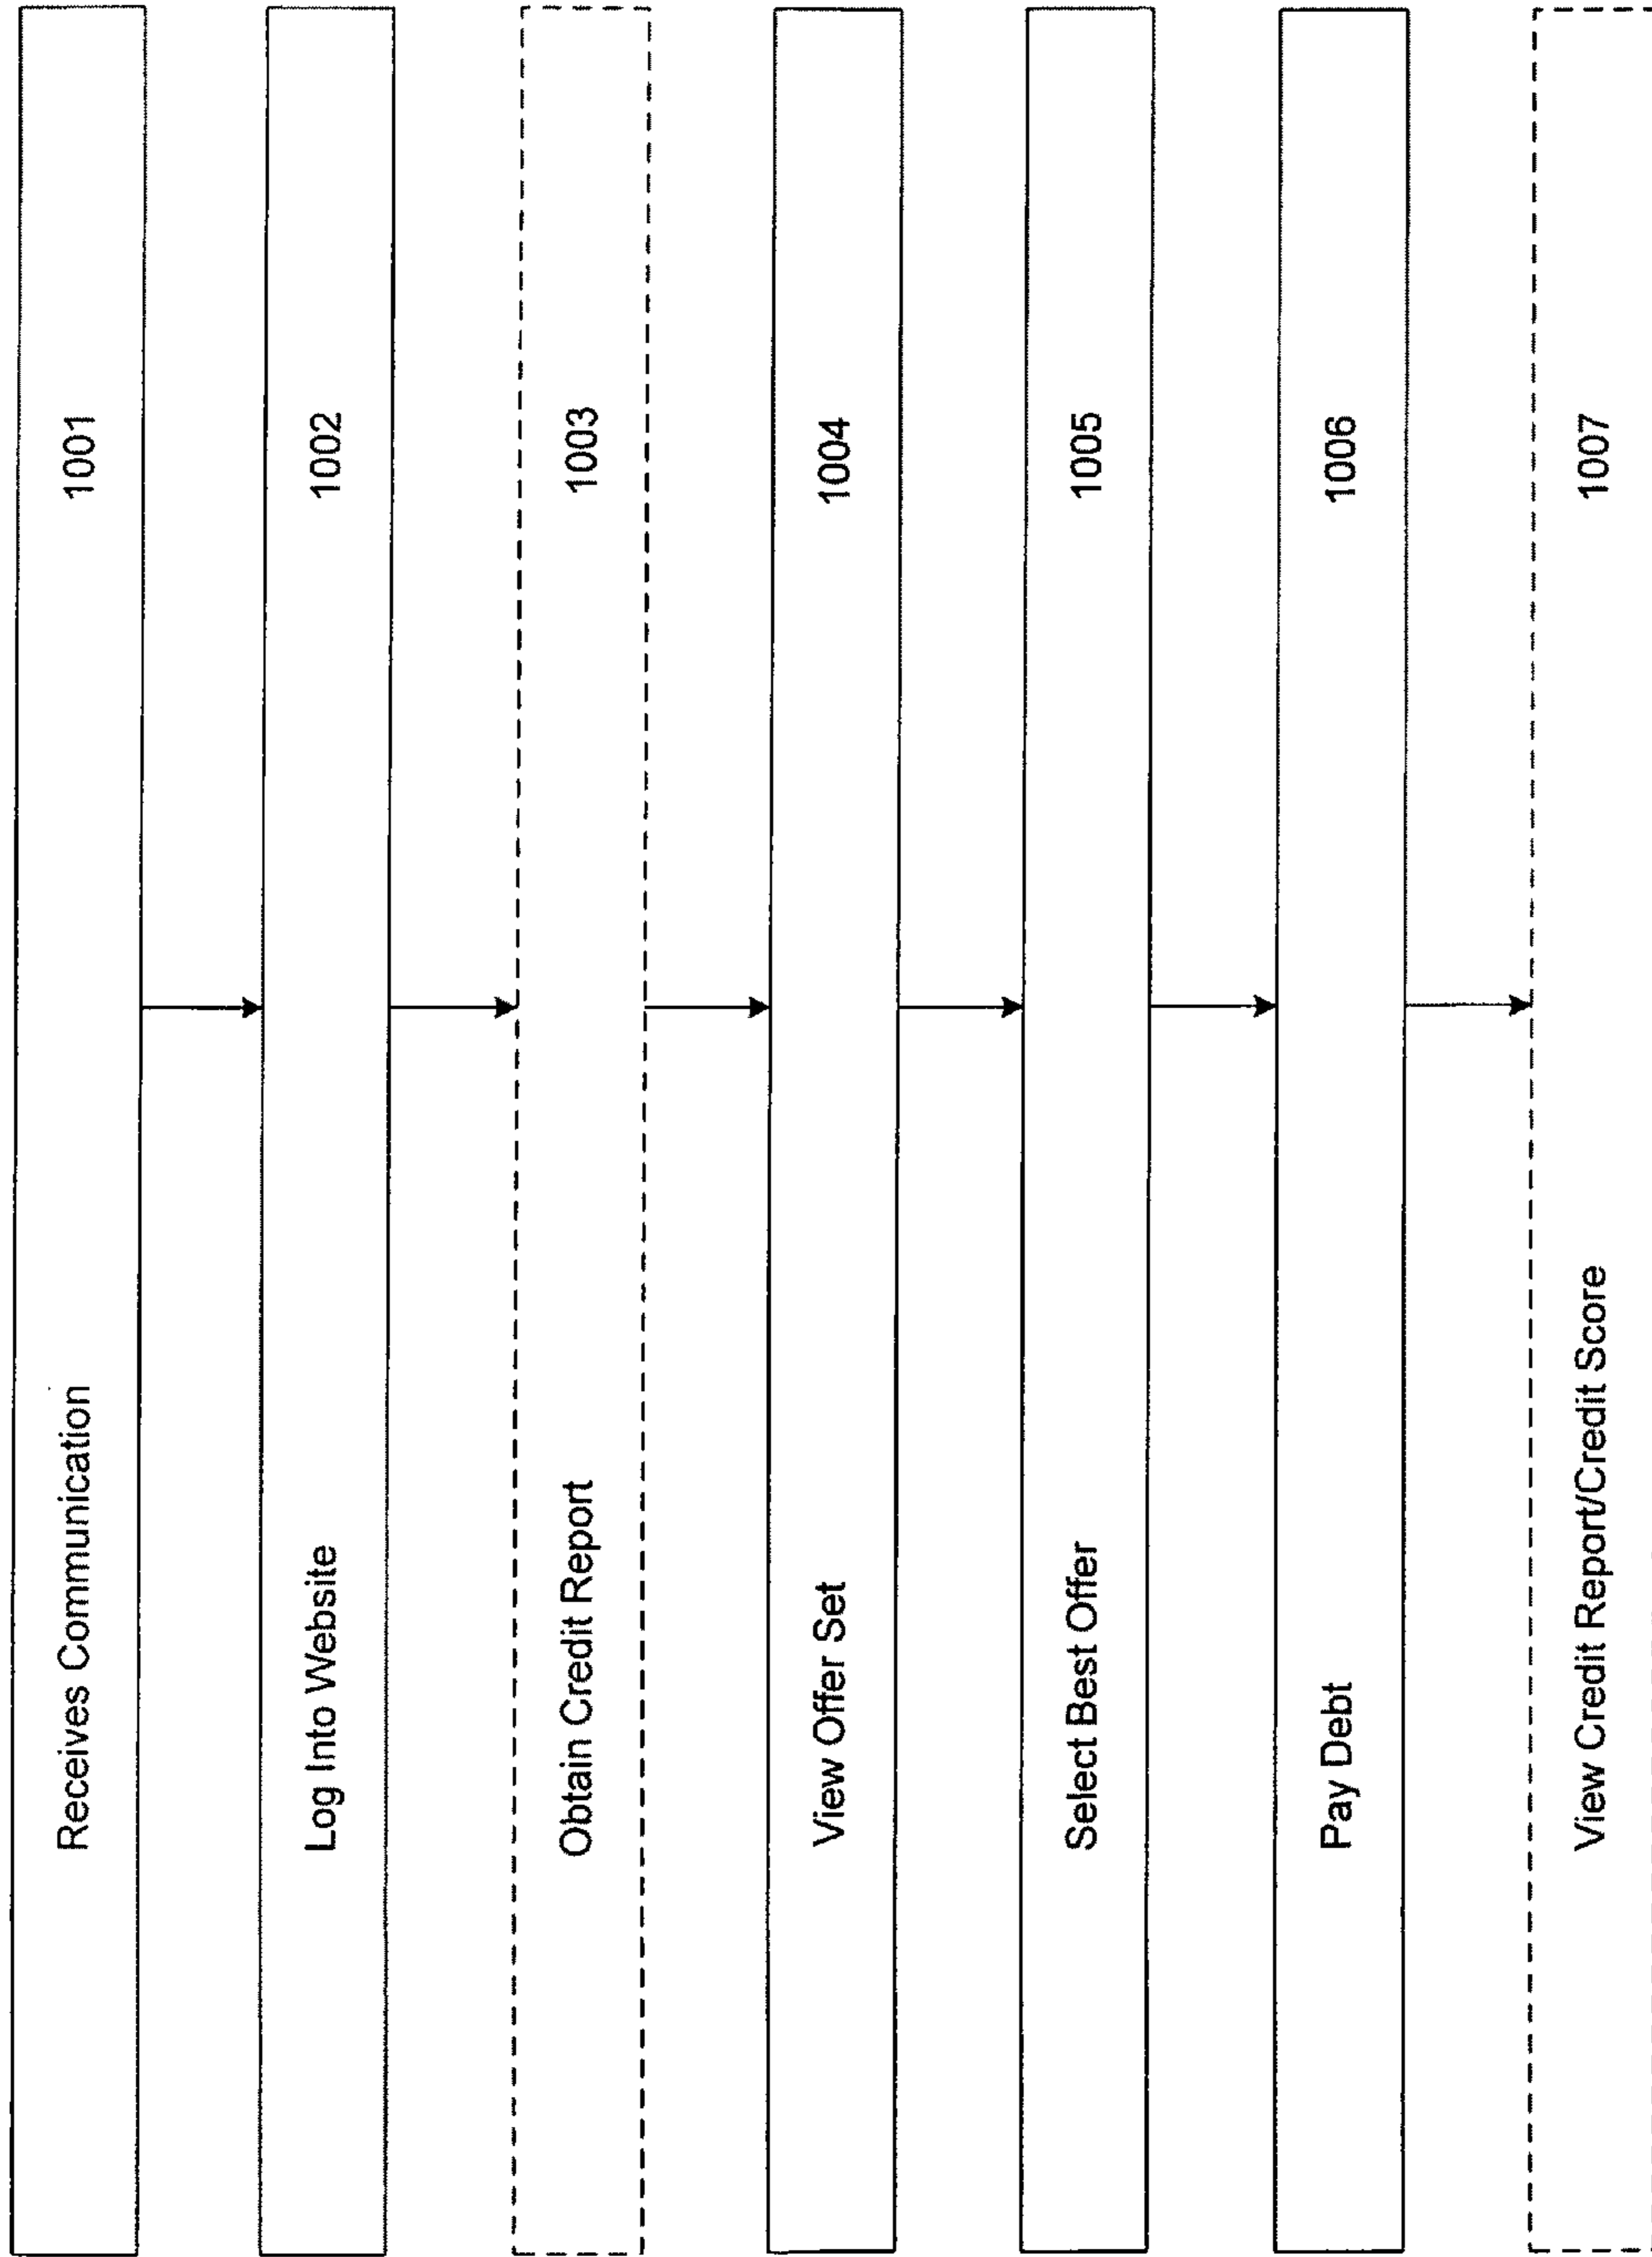 Receives Communication 1001
Log Into Website 1002
Obtain Credit Report 1003
View Offer Set 1004
Select Best Offer 1005
Pay Debt 1006
View Credit Report/Credit Score 1007